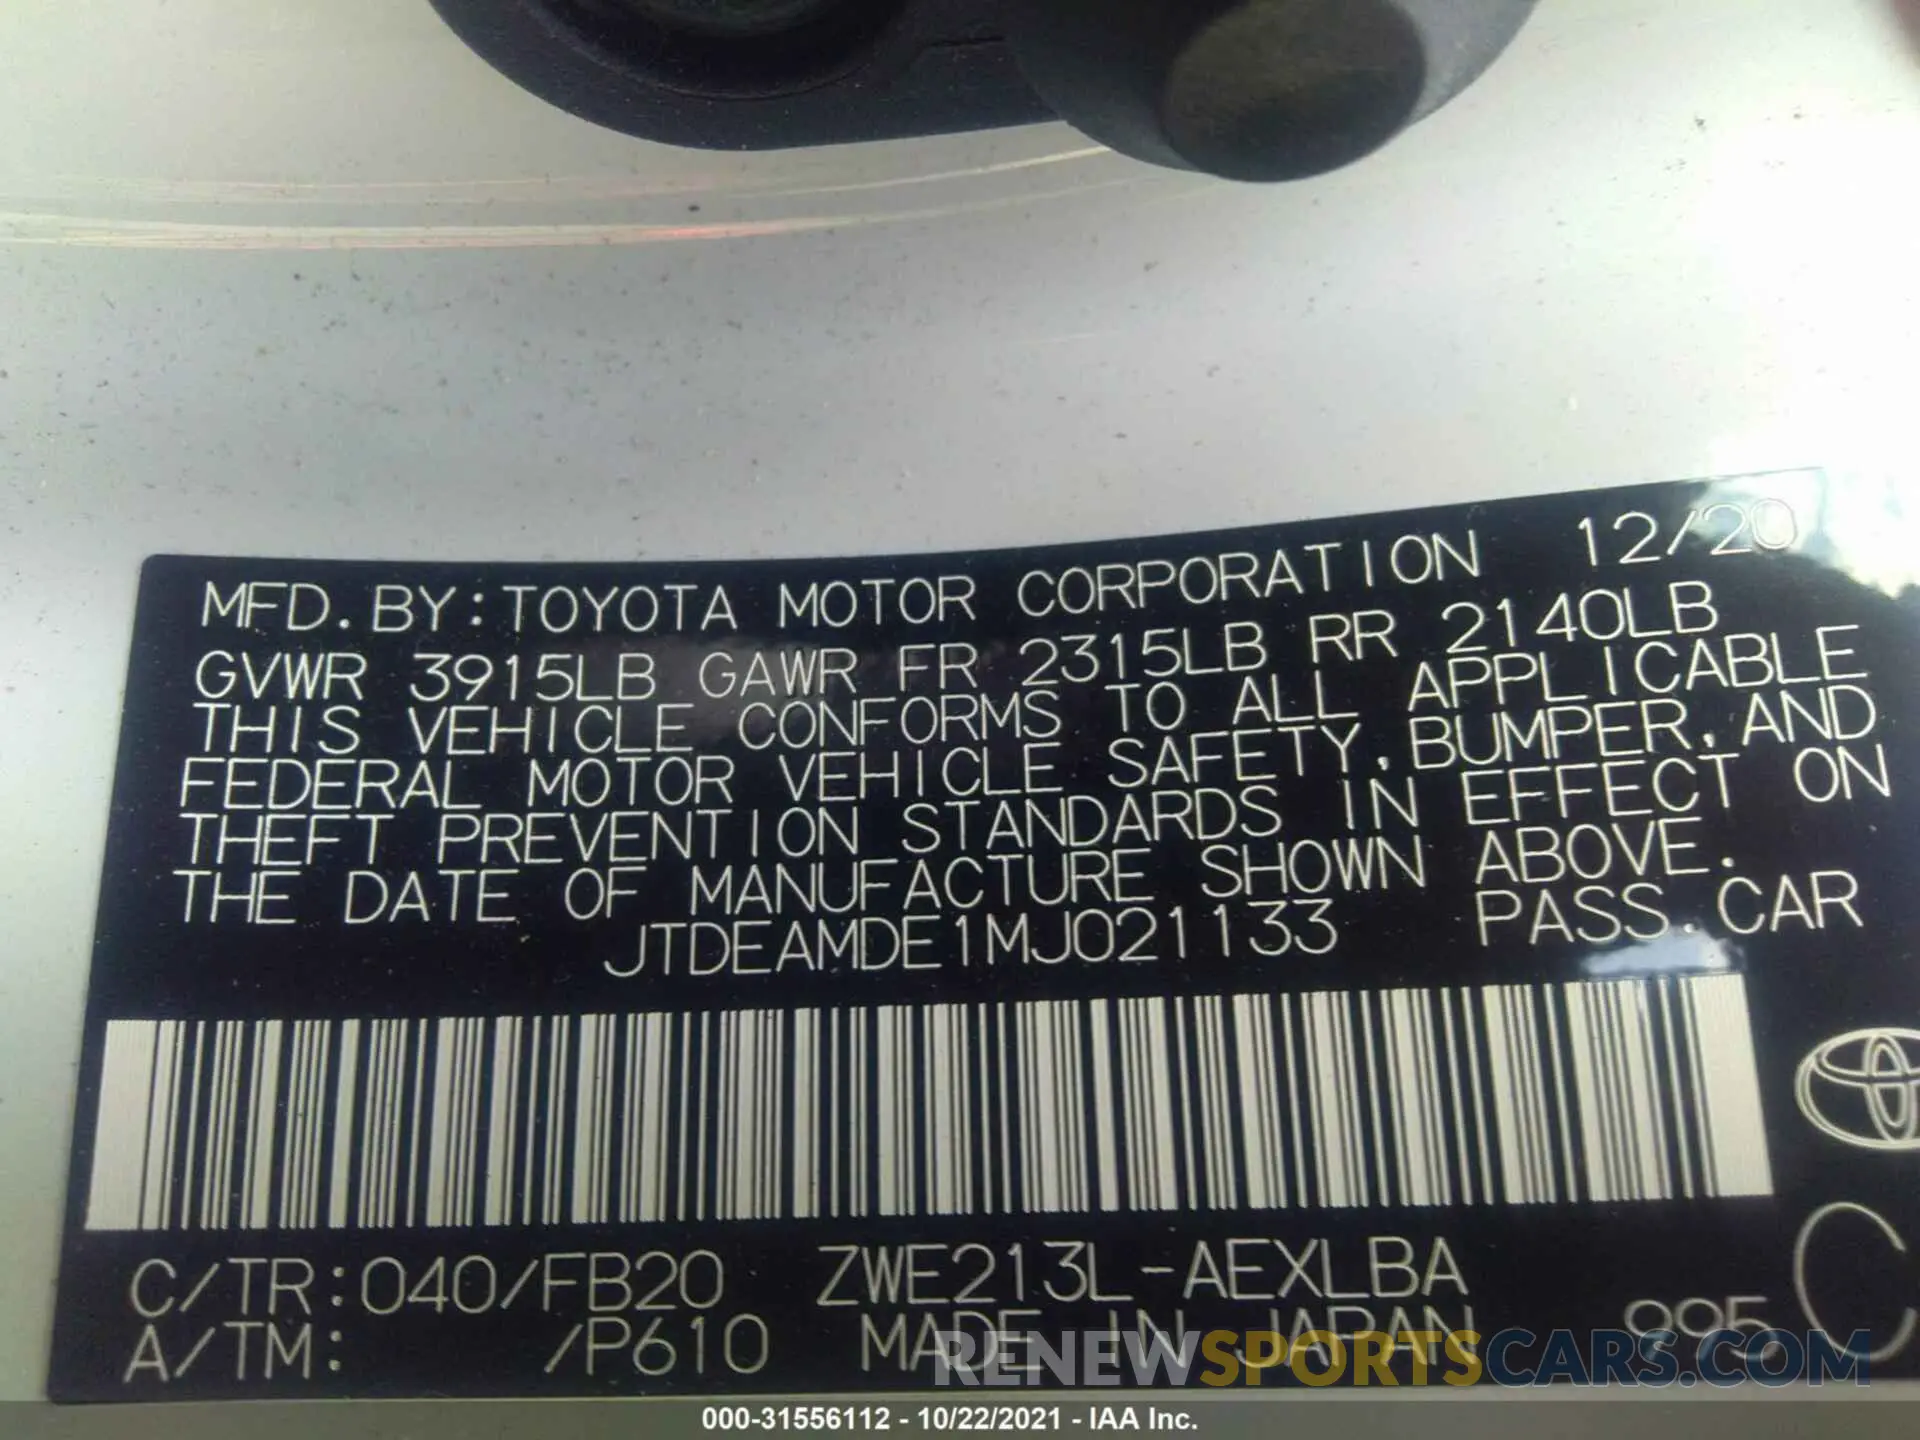 MFD. BY: TOYOTA MOTOR CORPORATION 12/20
GVWR 3915LB GAWR FR 2315LB RR 2140LB
THIS VEHICLE CONFORMS TO ALL APPLICABLE
FEDERAL MOTOR VEHICLE SAFETY, BUMPER, AND
THEFT PREVENTION STANDARDS IN EFFECT ON
THE DATE OF MANUFACTURE SHOWN ABOVE.
JTDEAMDE1MJ021133 PASS. CAR
C/TR: 040/FB20 ZWE213L-AEXLBA
A/TM: /P610 MADE IN JAPAN 995
C
RENEWSPORTSCARS.COM
000-31556112 - 10/22/2021 - IAA Inc.